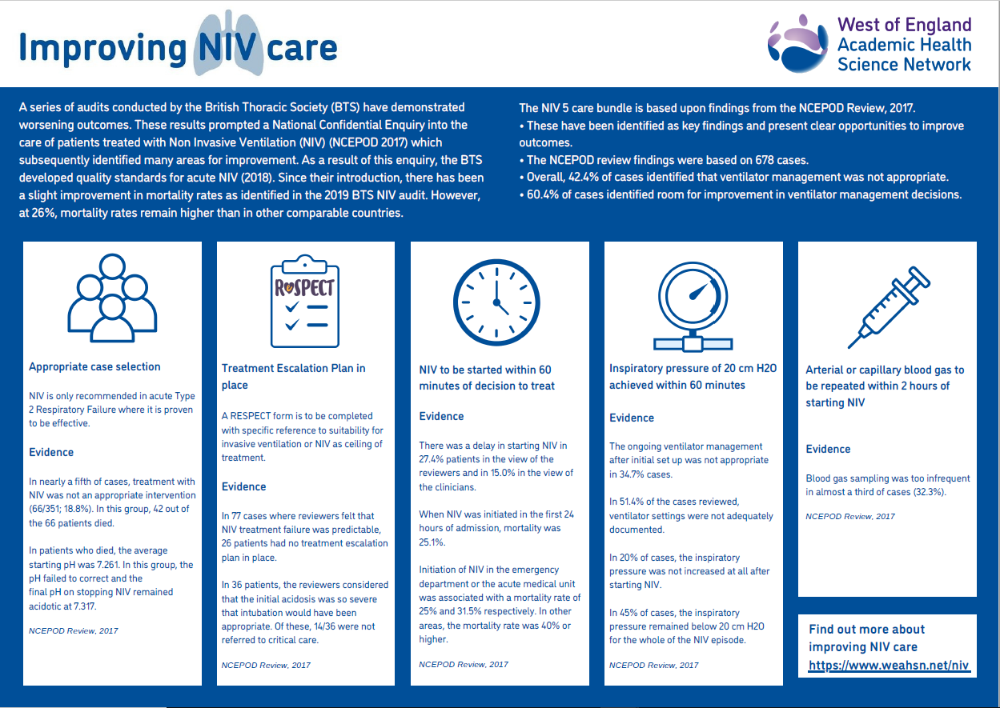 Improving NIV care
West of England
Academic Health
Science Network
A series of audits conducted by the British Thoracic Society (BTS) have demonstrated
worsening outcomes. These results prompted a National Confidential Enquiry into the
care of patients treated with Non Invasive Ventilation (NIV) (NCEPOD 2017) which
subsequently identified many areas for improvement. As a result of this enquiry, the BTS
developed quality standards for acute NIV (2018). Since their introduction, there has been
a slight improvement in mortality rates as identified in the 2019 BTS NIV audit. However,
at 26%, mortality rates remain higher than in other comparable countries.
The NIV 5 care bundle is based upon findings from the NCEPOD Review, 2017.
• These have been identified as key findings and present clear opportunities to improve
outcomes.
• The NCEPOD review findings were based on 678 cases.
• Overall, 42.4% of cases identified that ventilator management was not appropriate.
• 60.4% of cases identified room for improvement in ventilator management decisions.
Appropriate case selection
NIV is only recommended in acute Type
2 Respiratory Failure where it is proven
to be effective.
Evidence
In nearly a fifth of cases, treatment with
NIV was not an appropriate intervention
(66/351; 18.8%). In this group, 42 out of
the 66 patients died.
In patients who died, the average
starting pH was 7.261. In this group, the
pH failed to correct and the
final pH on stopping NIV remained
acidotic at 7.317.
NCEPOD Review, 2017
ReSPECT
Treatment Escalation Plan in
place
A RESPECT form is to be completed
with specific reference to suitability for
invasive ventilation or NIV as ceiling of
treatment.
Evidence
In 77 cases where reviewers felt that
NIV treatment failure was predictable,
26 patients had no treatment escalation
plan in place.
In 36 patients, the reviewers considered
that the initial acidosis was so severe
that intubation would have been
appropriate. Of these, 14/36 were not
referred to critical care.
NCEPOD Review, 2017
NIV to be started within 60
minutes of decision to treat
Evidence
There was a delay in starting NIV in
27.4% patients in the view of the
reviewers and in 15.0% in the view of
the clinicians.
When NIV was initiated in the first 24
hours of admission, mortality was
25.1%.
Initiation of NIV in the emergency
department or the acute medical unit
was associated with a mortality rate of
25% and 31.5% respectively. In other
areas, the mortality rate was 40% or
higher.
NCEPOD Review, 2017
Inspiratory pressure of 20 cm H2O
achieved within 60 minutes
Evidence
The ongoing ventilator management
after initial set up was not appropriate
in 34.7% cases.
In 51.4% of the cases reviewed,
ventilator settings were not adequately
documented.
In 20% of cases, the inspiratory
pressure was not increased at all after
starting NIV.
In 45% of cases, the inspiratory
pressure remained below 20 cm H2O
for the whole of the NIV episode.
NCEPOD Review, 2017
Arterial or capillary blood gas to
be repeated within 2 hours of
starting NIV
Evidence
Blood gas sampling was too infrequent
in almost a third of cases (32.3%).
NCEPOD Review, 2017
Find out more about
improving NIV care
https://www.weahsn.net/niv